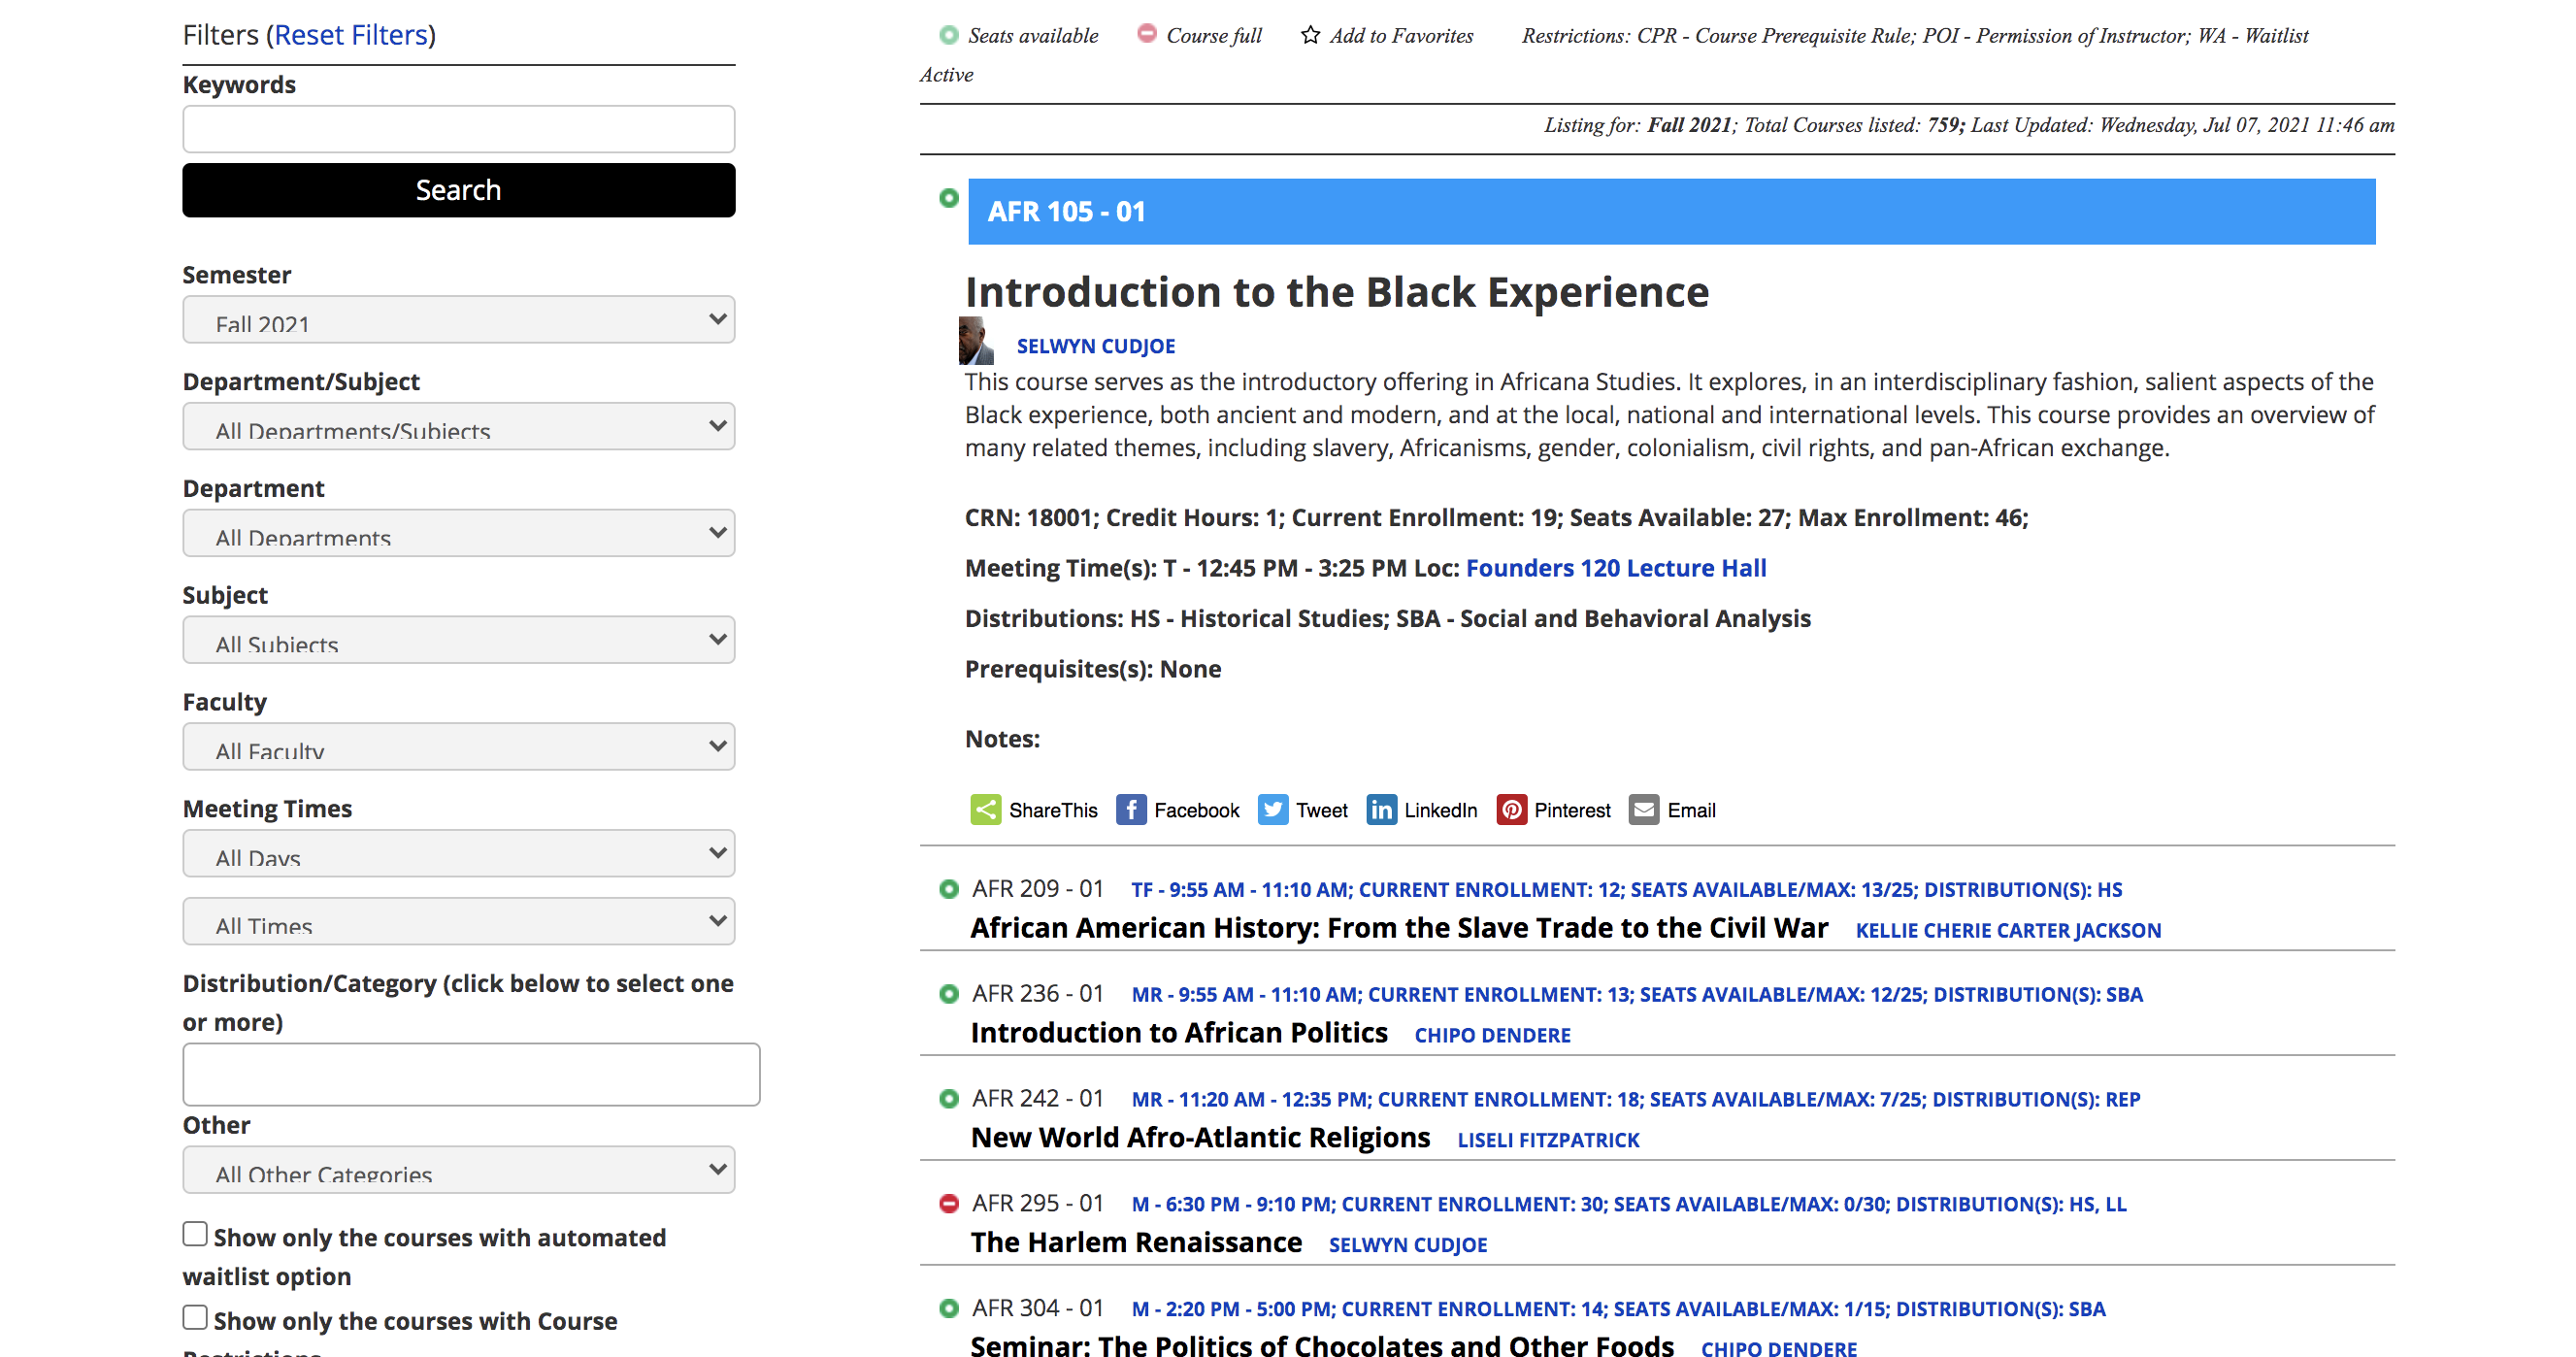 Filters (Reset Filters)
Keywords
Search
Semester
Fall 2021
Department/Subject
All Departments/Subjects
Department
All Departments
Subject
All Subjects
Faculty
All Faculty
Meeting Times
All Days
All Times
Distribution/Category (click below to select one
or more)
Other
All Other Categories
Show only the courses with automated
waitlist option
Show only the courses with Course
Restrictions
Seats available Course full Add to Favorites Restrictions: CPR - Course Prerequisite Rule; POI - Permission of Instructor; WA - Waitlist
Active
Listing for: Fall 2021; Total Courses listed: 759; Last Updated: Wednesday, Jul 07, 2021 11:46 am
AFR 105 - 01
Introduction to the Black Experience
SELWYN CUDJOE
This course serves as the introductory offering in Africana Studies. It explores, in an interdisciplinary fashion, salient aspects of the
Black experience, both ancient and modern, and at the local, national and international levels. This course provides an overview of
many related themes, including slavery, Africanisms, gender, colonialism, civil rights, and pan-African exchange.
CRN: 18001; Credit Hours: 1; Current Enrollment: 19; Seats Available: 27; Max Enrollment: 46;
Meeting Time(s): T - 12:45 PM - 3:25 PM Loc: Founders 120 Lecture Hall
Distributions: HS - Historical Studies; SBA - Social and Behavioral Analysis
Prerequisites(s): None
Notes:
ShareThis Facebook Tweet LinkedIn Pinterest Email
AFR 209 - 01 TF - 9:55 AM - 11:10 AM; CURRENT ENROLLMENT: 12; SEATS AVAILABLE/MAX: 13/25; DISTRIBUTION(S): HS
African American History: From the Slave Trade to the Civil War KELLIE CHERIE CARTER JACKSON
AFR 236 - 01 MR - 9:55 AM - 11:10 AM; CURRENT ENROLLMENT: 13; SEATS AVAILABLE/MAX: 12/25; DISTRIBUTION(S): SBA
Introduction to African Politics CHIPO DENDERE
AFR 242 - 01 MR - 11:20 AM - 12:35 PM; CURRENT ENROLLMENT: 18; SEATS AVAILABLE/MAX: 7/25; DISTRIBUTION(S): REP
New World Afro-Atlantic Religions LISELI FITZPATRICK
AFR 295 - 01 M - 6:30 PM - 9:10 PM; CURRENT ENROLLMENT: 30; SEATS AVAILABLE/MAX: 0/30; DISTRIBUTION(S): HS, LL
The Harlem Renaissance SELWYN CUDJOE
AFR 304 - 01 M - 2:20 PM - 5:00 PM; CURRENT ENROLLMENT: 14; SEATS AVAILABLE/MAX: 1/15; DISTRIBUTION(S): SBA
Seminar: The Politics of Chocolates and Other Foods CHIPO DENDERE